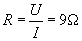 R = U/I = 9Ω